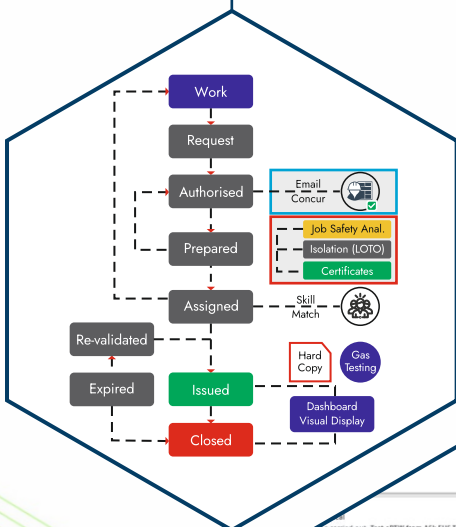 Work
Request
Authorised
Email
Concur
Job Safety Anal.
Prepared
Isolation (LOTO)
Certificates
Assigned
Skill
Match
Re-validated
Hard
Copy
Gas
Testing
Expired
Issued
Dashboard
Visual Display
Closed